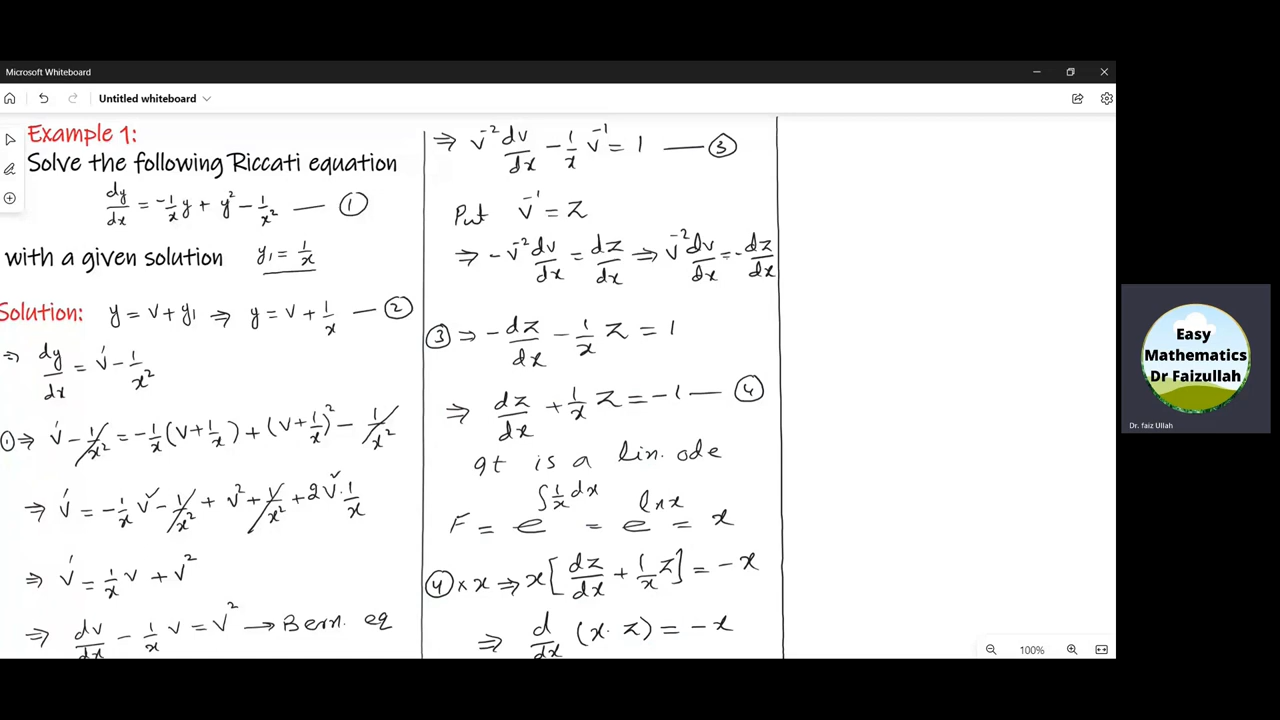 Microsoft Whiteboard
Untitled whiteboard
Example 1:
Solve the following Riccati equation
dy/dx = -1/x y + y² - 1/x² — ①
with a given solution y₁ = 1/x
Solution: y = v + y₁ ⇒ y = v + 1/x — ②
⇒ dy/dx = v' - 1/x²
① ⇒ v' - 1/x² = -1/x (v + 1/x) + (v + 1/x)² - 1/x²
⇒ v' = -1/x v - 1/x² + v² + 1/x² + 2v · 1/x
⇒ v' = 1/x v + v²
⇒ dv/dx - 1/x v = v² → Bern. eq
⇒ v⁻² dv/dx - 1/x v⁻¹ = 1 — ③
Put v⁻¹ = z
⇒ -v⁻² dv/dx = dz/dx ⇒ v⁻² dv/dx = -dz/dx
③ ⇒ -dz/dx - 1/x z = 1
⇒ dz/dx + 1/x z = -1 — ④
It is a lin. ode
F = e^(∫ 1/x dx) = e^(ln x) = x
④ × x ⇒ x [dz/dx + 1/x z] = -x
⇒ d/dx (x · z) = -x
100%
Easy
Mathematics
Dr Faizullah
Dr. faiz Ullah